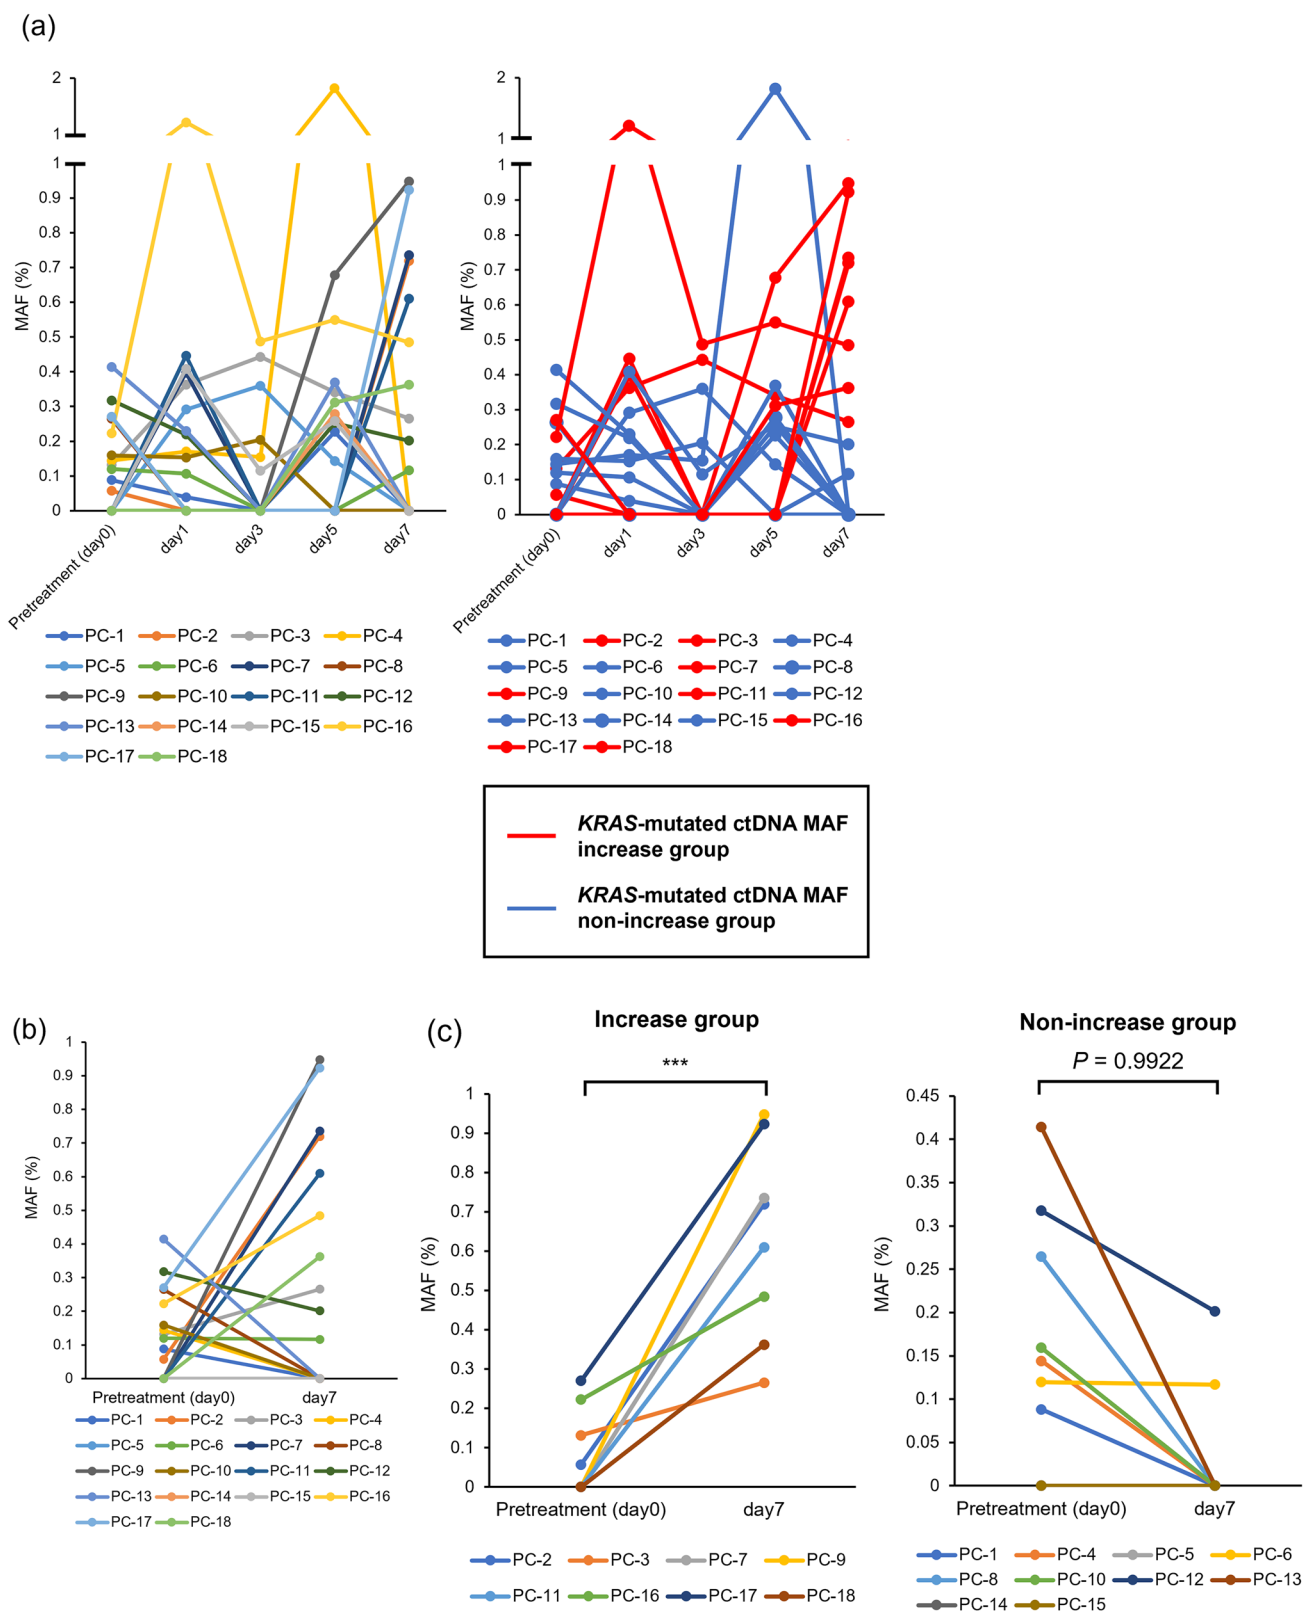 (a)
2
1
1
0.9
0.8
0.7
0.6
0.5
0.4
0.3
0.2
0.1
0
MAF (%)
Pretreatment (day0)
day1
day3
day5
day7
PC-1 PC-2 PC-3 PC-4
PC-5 PC-6 PC-7 PC-8
PC-9 PC-10 PC-11 PC-12
PC-13 PC-14 PC-15 PC-16
PC-17 PC-18
2
1
1
0.9
0.8
0.7
0.6
0.5
0.4
0.3
0.2
0.1
0
MAF (%)
Pretreatment (day0)
day1
day3
day5
day7
PC-1 PC-2 PC-3 PC-4
PC-5 PC-6 PC-7 PC-8
PC-9 PC-10 PC-11 PC-12
PC-13 PC-14 PC-15 PC-16
PC-17 PC-18
KRAS-mutated ctDNA MAF
increase group
KRAS-mutated ctDNA MAF
non-increase group
(b)
1
0.9
0.8
0.7
0.6
0.5
0.4
0.3
0.2
0.1
0
MAF (%)
Pretreatment (day0) day7
PC-1 PC-2 PC-3 PC-4
PC-5 PC-6 PC-7 PC-8
PC-9 PC-10 PC-11 PC-12
PC-13 PC-14 PC-15 PC-16
PC-17 PC-18
(c)
Increase group
***
1
0.9
0.8
0.7
0.6
0.5
0.4
0.3
0.2
0.1
0
MAF (%)
Pretreatment (day0) day7
PC-2 PC-3 PC-7 PC-9
PC-11 PC-16 PC-17 PC-18
Non-increase group
P = 0.9922
0.45
0.4
0.35
0.3
0.25
0.2
0.15
0.1
0.05
0
MAF (%)
Pretreatment (day0) day7
PC-1 PC-4 PC-5 PC-6
PC-8 PC-10 PC-12 PC-13
PC-14 PC-15